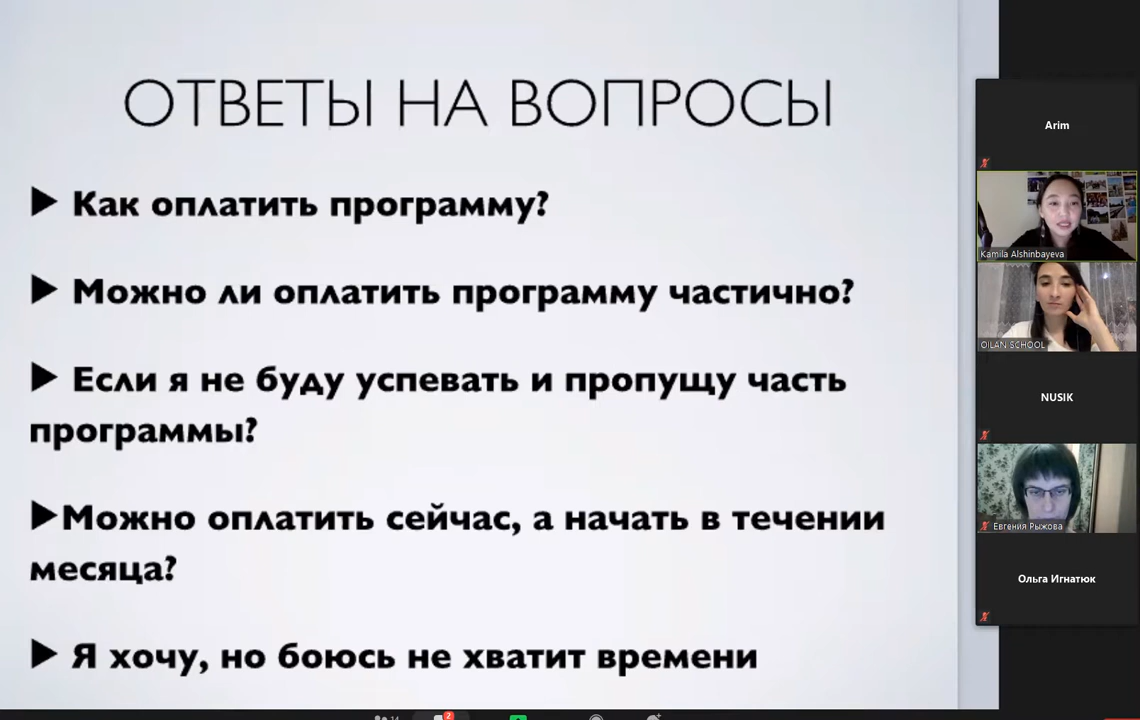 ОТВЕТЫ НА ВОПРОСЫ
Как оплатить программу?
Можно ли оплатить программу частично?
Если я не буду успевать и пропущу часть
программы?
Можно оплатить сейчас, а начать в течении
месяца?
Я хочу, но боюсь не хватит времени
Arim
Kamila Alshinbayeva
OILAN SCHOOL
NUSIK
Евгения Рыжова
Ольга Игнатюк
14
2